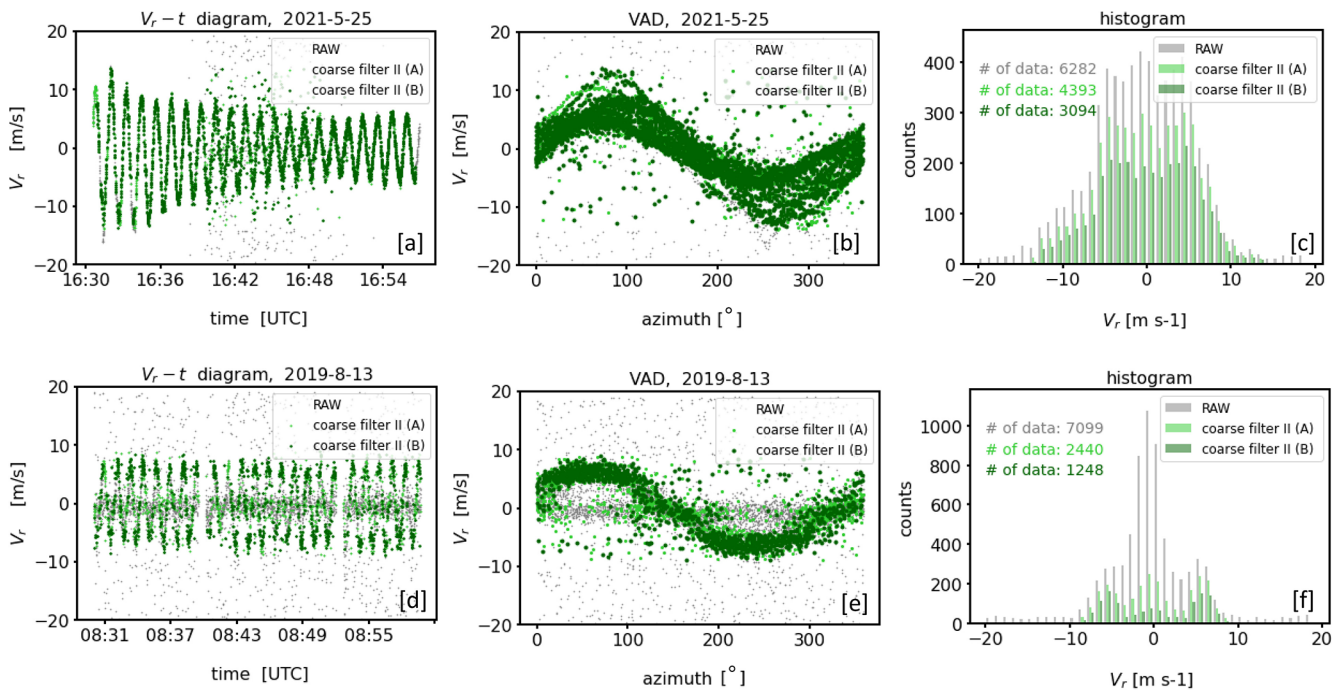 V_r − t diagram, 2021-5-25
20
10
0
−10
−20
V_r [m/s]
RAW
coarse filter II (A)
coarse filter II (B)
[a]
16:30 16:36 16:42 16:48 16:54
time [UTC]
VAD, 2021-5-25
20
10
0
−10
−20
V_r [m/s]
RAW
coarse filter II (A)
coarse filter II (B)
[b]
0 100 200 300
azimuth [°]
histogram
400
300
200
100
0
counts
# of data: 6282
# of data: 4393
# of data: 3094
RAW
coarse filter II (A)
coarse filter II (B)
[c]
−20 −10 0 10 20
V_r [m s-1]
V_r − t diagram, 2019-8-13
20
10
0
−10
−20
V_r [m/s]
RAW
coarse filter II (A)
coarse filter II (B)
[d]
08:31 08:37 08:43 08:49 08:55
time [UTC]
VAD, 2019-8-13
20
10
0
−10
−20
V_r [m/s]
RAW
coarse filter II (A)
coarse filter II (B)
[e]
0 100 200 300
azimuth [°]
histogram
1000
800
600
400
200
0
counts
# of data: 7099
# of data: 2440
# of data: 1248
RAW
coarse filter II (A)
coarse filter II (B)
[f]
−20 −10 0 10 20
V_r [m s-1]